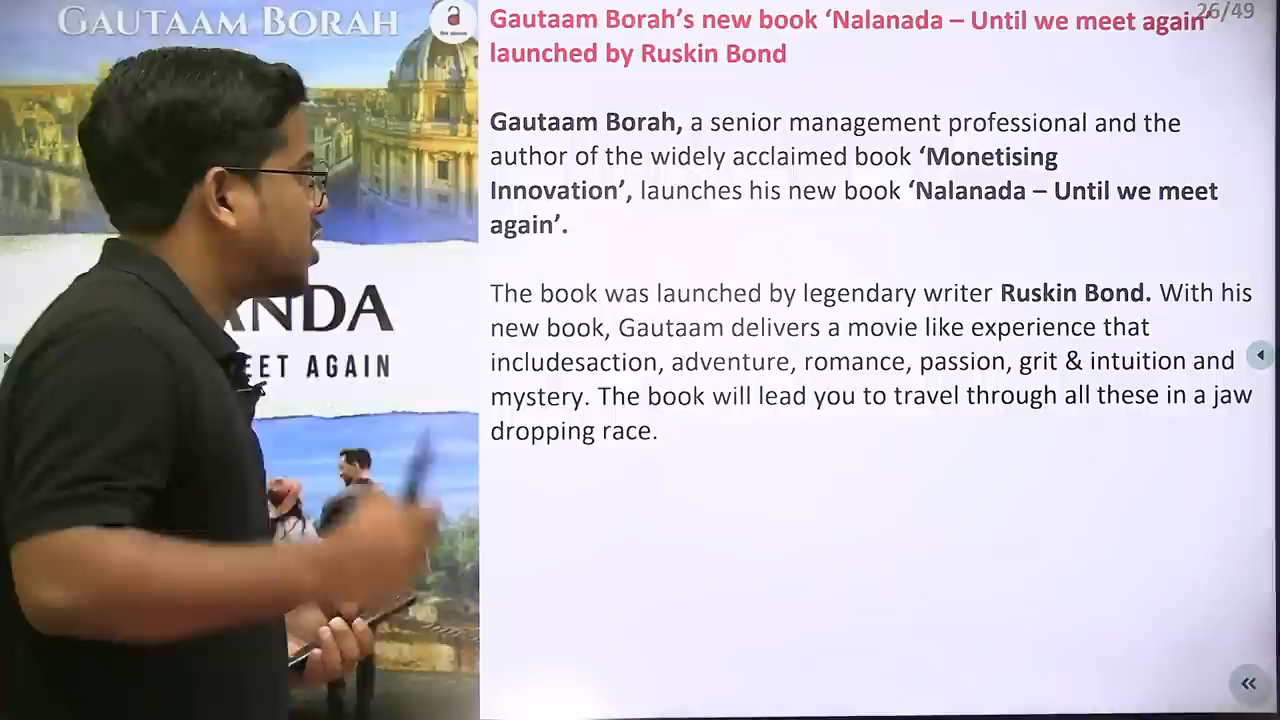 GAUTAAM BORAH
26/49
Gautaam Borah’s new book ‘Nalanada – Until we meet again’
launched by Ruskin Bond
Gautaam Borah, a senior management professional and the
author of the widely acclaimed book ‘Monetising
Innovation’, launches his new book ‘Nalanada – Until we meet
again’.
The book was launched by legendary writer Ruskin Bond. With his
new book, Gautaam delivers a movie like experience that
includesaction, adventure, romance, passion, grit & intuition and
mystery. The book will lead you to travel through all these in a jaw
dropping race.
ANDA
EET AGAIN